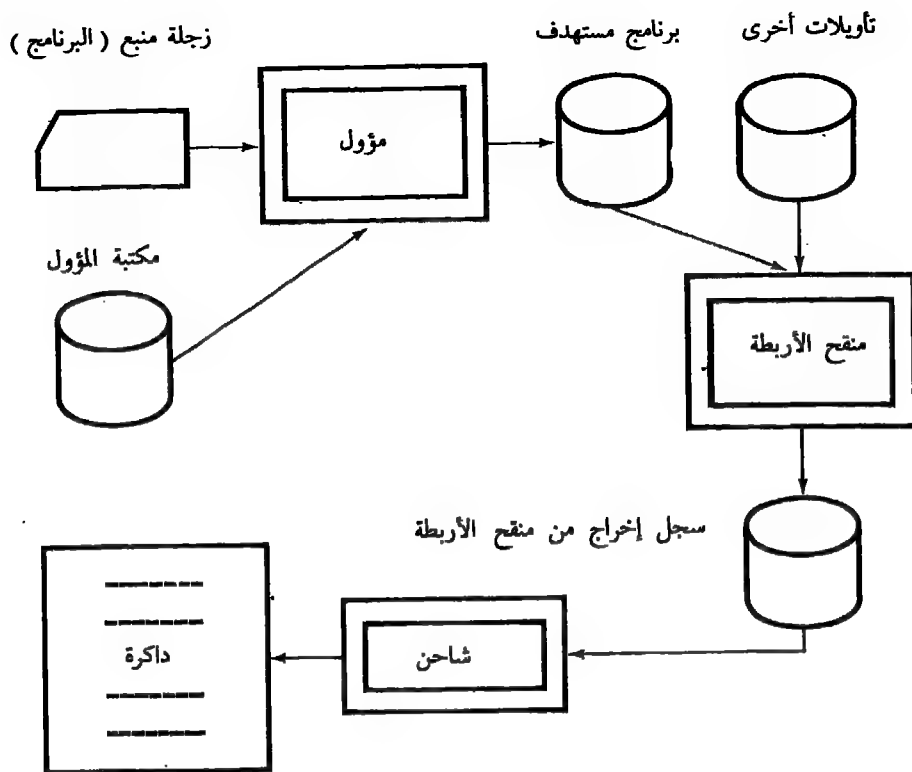 تأويلات أخرى
برنامج مستهدف
زجلة منبع ( البرنامج )
مؤول
مكتبة المؤول
منقح الأربطة
سجل إخراج من منقح الأربطة
شاحن
داكرة